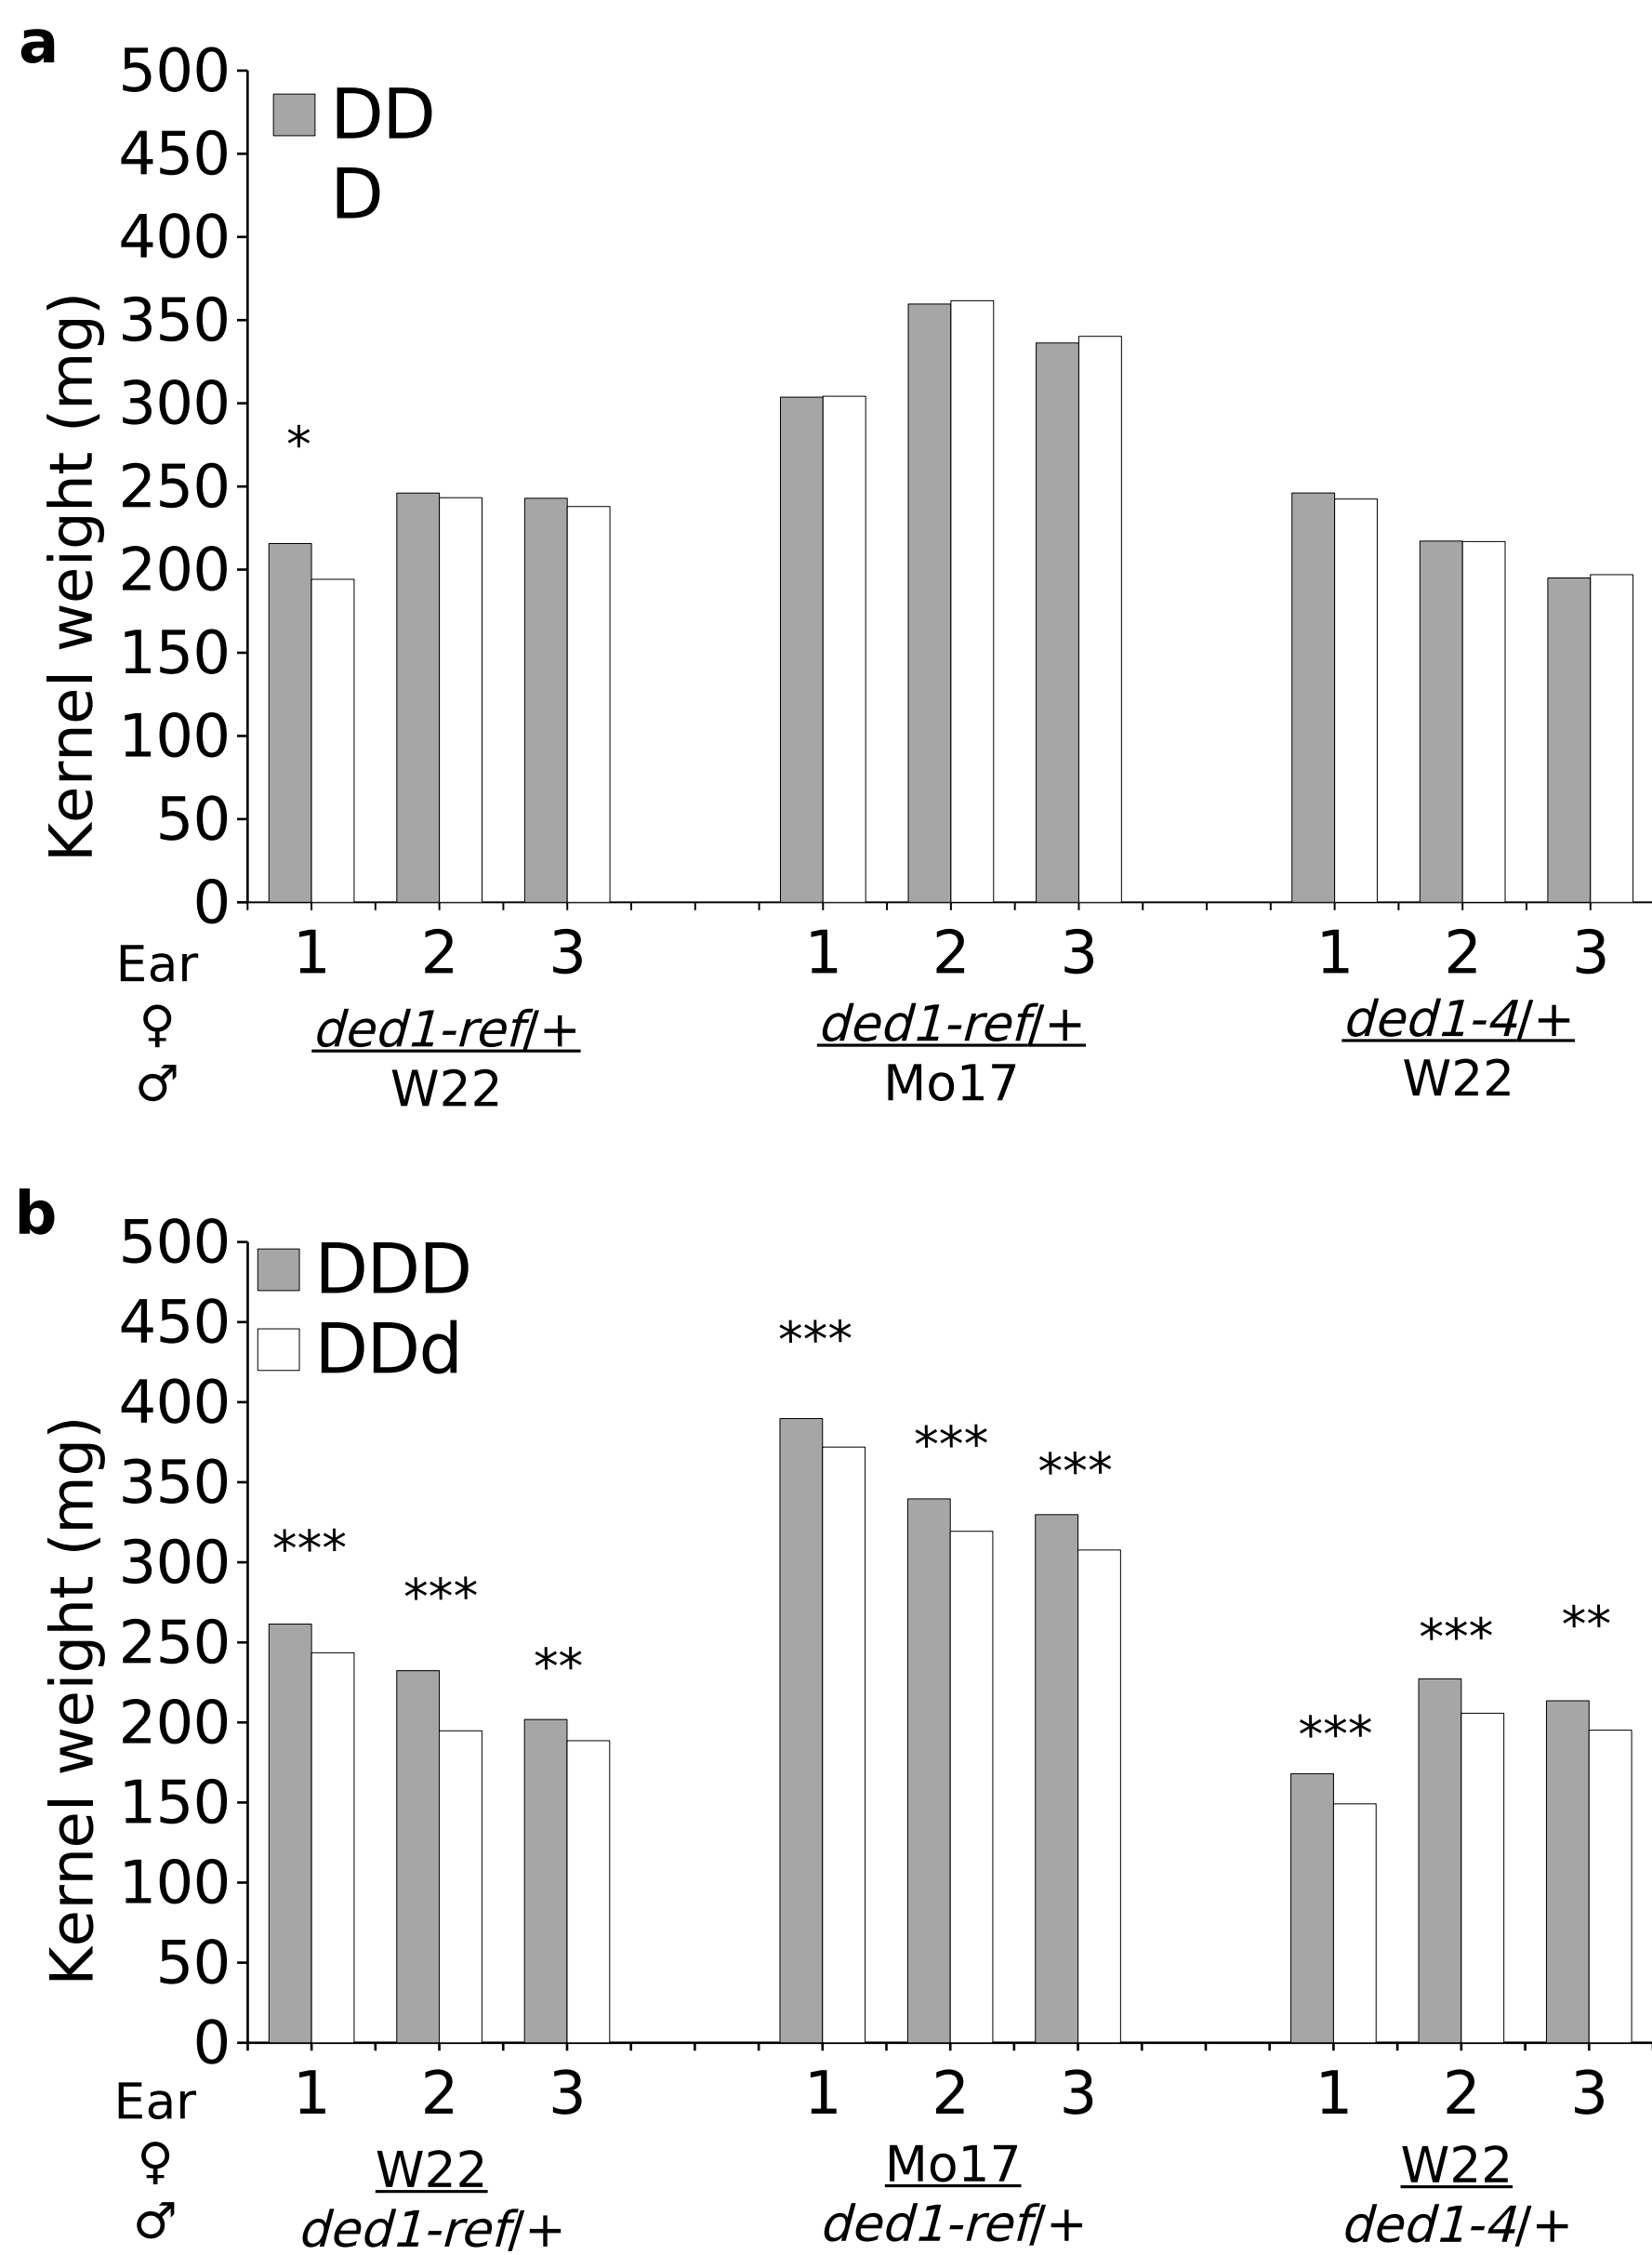 a
500
450
400
350
300
250
200
150
100
50
0
Kernel weight (mg)
DD
D
*
1 2 3 1 2 3 1 2 3
Ear
♀ ded1-ref/+ ded1-ref/+ ded1-4/+
♂ W22 Mo17 W22
b
500
450
400
350
300
250
200
150
100
50
0
Kernel weight (mg)
DDD
DDd
*** *** **
*** *** ***
*** *** **
1 2 3 1 2 3 1 2 3
Ear
♀ W22 Mo17 W22
♂ ded1-ref/+ ded1-ref/+ ded1-4/+